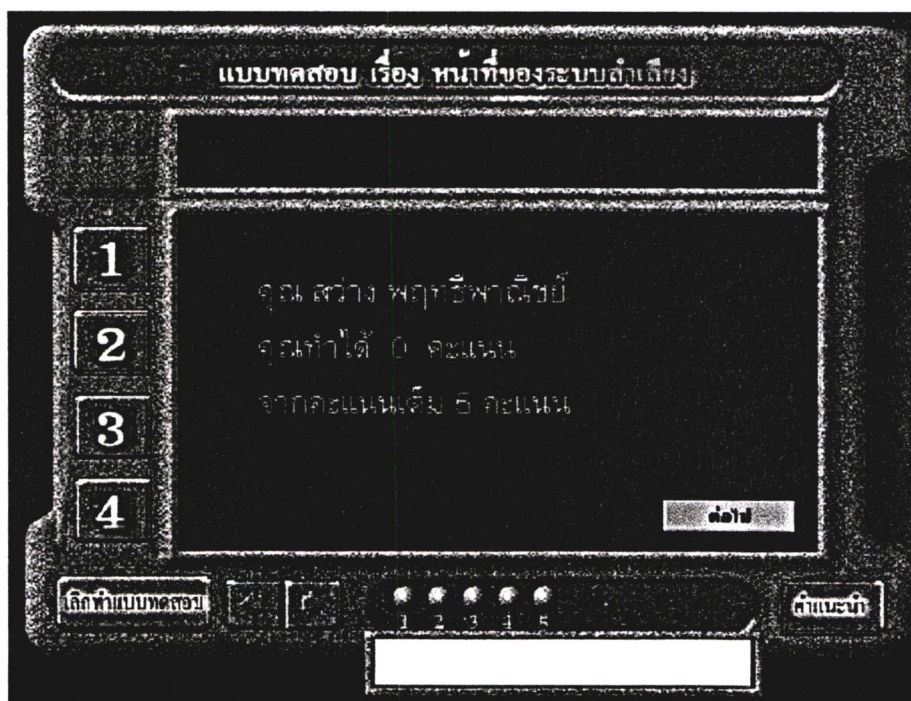 แบบทดสอบ เรื่อง หน้าที่ของระบบลำเลียง
1
2
3
4
คุณ สว่าง พฤทธิ์พาณิชย์
คุณทำได้ 0 คะแนน
จากคะแนนเต็ม 5 คะแนน
ต่อไป
เลิกทำแบบทดสอบ
1 2 3 4 5
คำแนะนำ